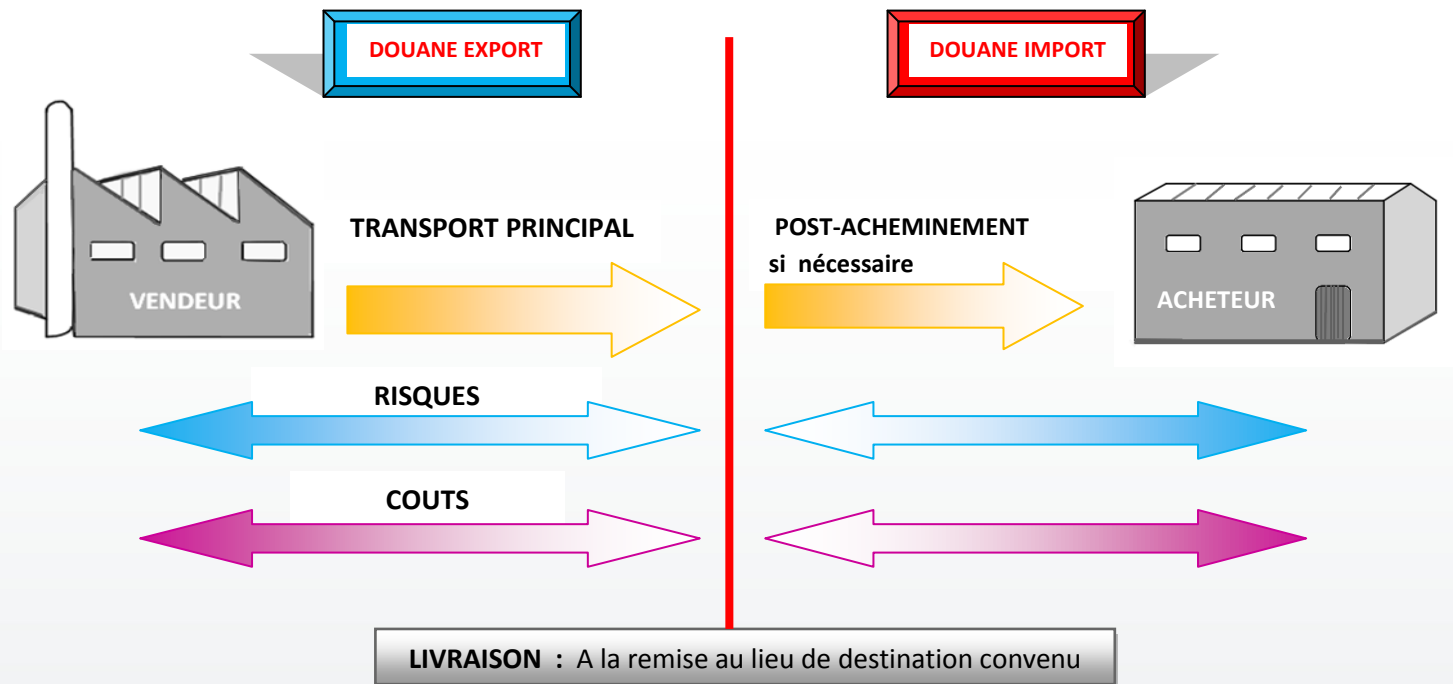 DOUANE EXPORT
DOUANE IMPORT
TRANSPORT PRINCIPAL
POST-ACHEMINEMENT
si nécessaire
VENDEUR
ACHETEUR
RISQUES
COUTS
LIVRAISON : A la remise au lieu de destination convenu